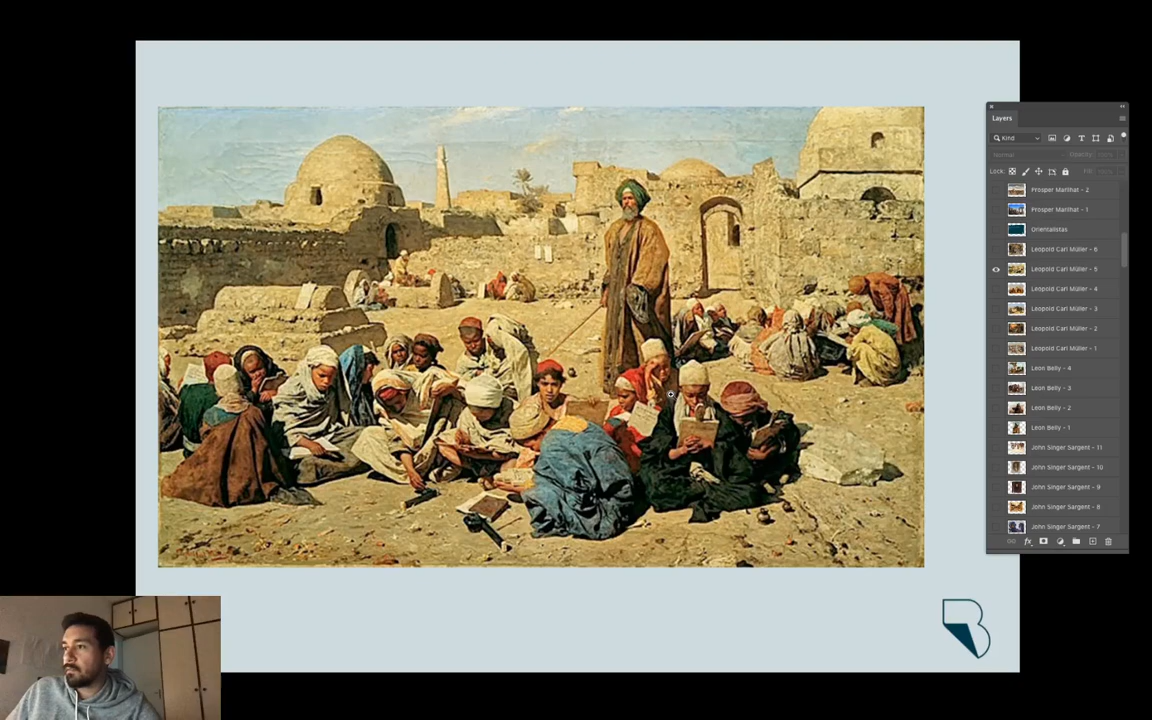 Layers
Kind
Normal
Opacity:
Lock:
Fill:
Prosper Marilhat - 2
Prosper Marilhat - 1
Orientalistas
Leopold Carl Müller - 6
Leopold Carl Müller - 5
Leopold Carl Müller - 4
Leopold Carl Müller - 3
Leopold Carl Müller - 2
Leopold Carl Müller - 1
Leon Belly - 4
Leon Belly - 3
Leon Belly - 2
Leon Belly - 1
John Singer Sargent - 11
John Singer Sargent - 10
John Singer Sargent - 9
John Singer Sargent - 8
John Singer Sargent - 7
fx